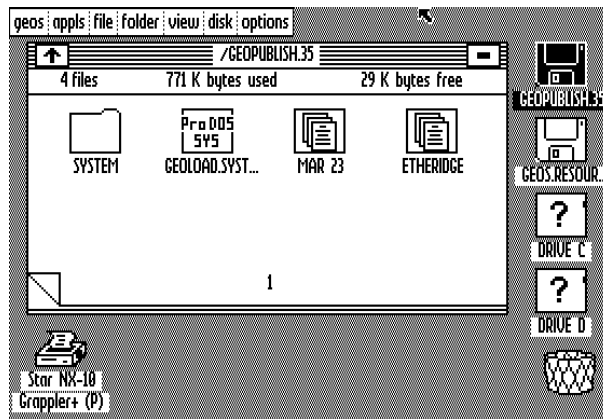 geos appls file folder view disk options
/GEOPUBLISH.35
4 files 771 K bytes used 29 K bytes free
ProDOS
SYS
SYSTEM GEOLOAD.SYST... MAR 23 ETHERIDGE
1
GEOPUBLISH.35
GEOS.RESOUR...
?
DRIVE C
?
DRIVE D
Star NX-10
Grappler+ (P)